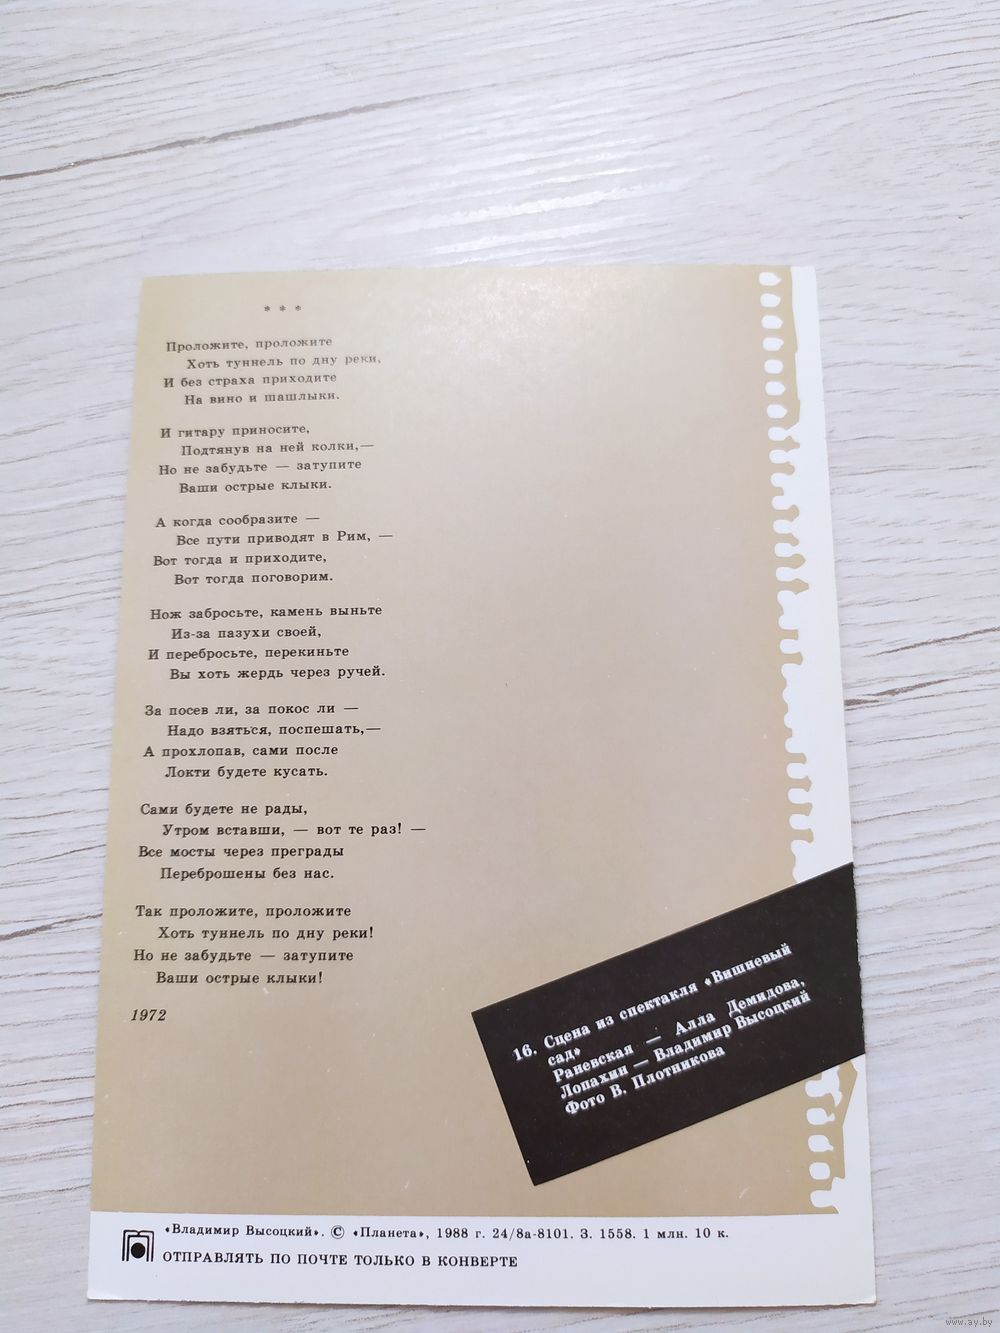 * * *
Проложите, проложите
Хоть туннель по дну реки,
И без страха приходите
На вино и шашлыки.
И гитару приносите,
Подтянув на ней колки,—
Но не забудьте — затупите
Ваши острые клыки.
А когда сообразите —
Все пути приводят в Рим, —
Вот тогда и приходите,
Вот тогда поговорим.
Нож забросьте, камень выньте
Из-за пазухи своей,
И перебросьте, перекиньте
Вы хоть жердь через ручей.
За посев ли, за покос ли —
Надо взяться, поспешать,—
А прохлопав, сами после
Локти будете кусать.
Сами будете не рады,
Утром вставши, — вот те раз! —
Все мосты через преграды
Переброшены без нас.
Так проложите, проложите
Хоть туннель по дну реки!
Но не забудьте — затупите
Ваши острые клыки!
1972
16. Сцена из спектакля «Вишневый
сад»
Раневская — Алла Демидова,
Лопахин — Владимир Высоцкий
Фото В. Плотникова
«Владимир Высоцкий». © «Планета», 1988 г. 24/8а-8101. З. 1558. 1 млн. 10 к.
ОТПРАВЛЯТЬ ПО ПОЧТЕ ТОЛЬКО В КОНВЕРТЕ
www.ay.by